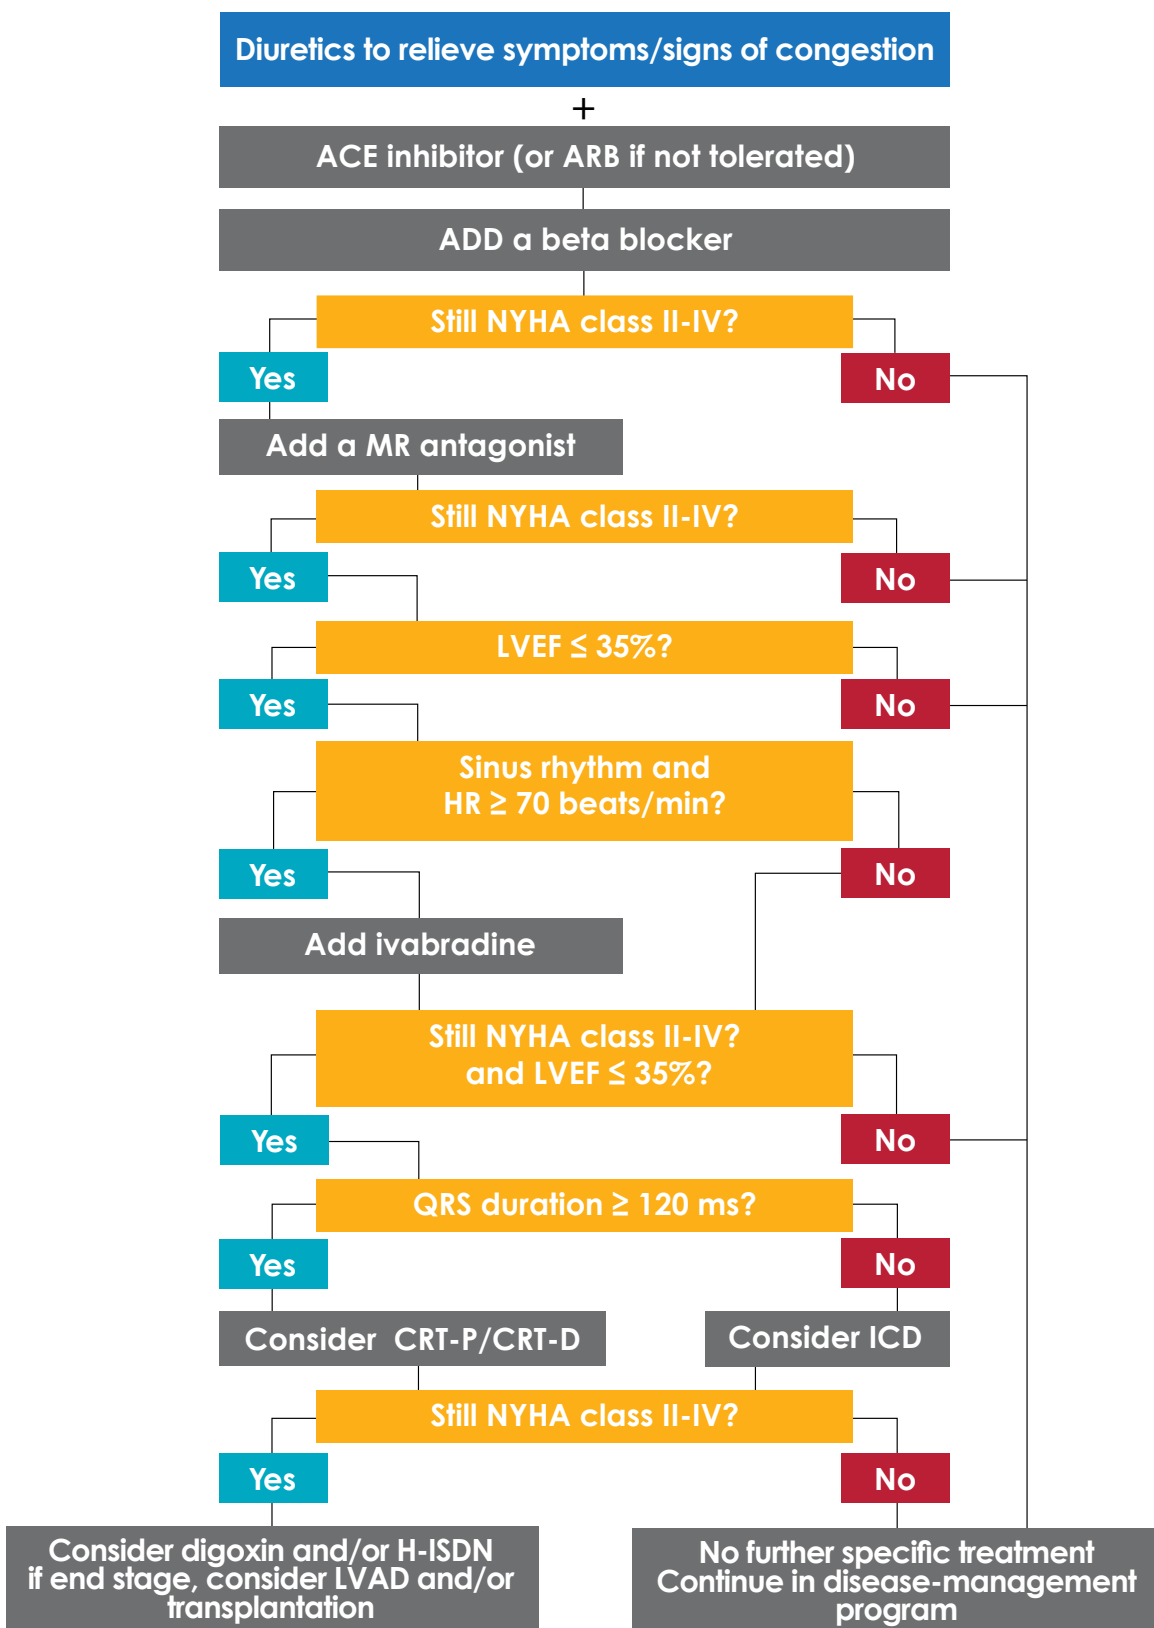 Diuretics to relieve symptoms/signs of congestion
+
ACE inhibitor (or ARB if not tolerated)
ADD a beta blocker
Still NYHA class II-IV?
Yes
No
Add a MR antagonist
Still NYHA class II-IV?
Yes
No
LVEF ≤ 35%?
Yes
No
Sinus rhythm and
HR ≥ 70 beats/min?
Yes
No
Add ivabradine
Still NYHA class II-IV?
and LVEF ≤ 35%?
Yes
No
QRS duration ≥ 120 ms?
Yes
No
Consider CRT-P/CRT-D
Consider ICD
Still NYHA class II-IV?
Yes
No
Consider digoxin and/or H-ISDN
if end stage, consider LVAD and/or
transplantation
No further specific treatment
Continue in disease-management
program